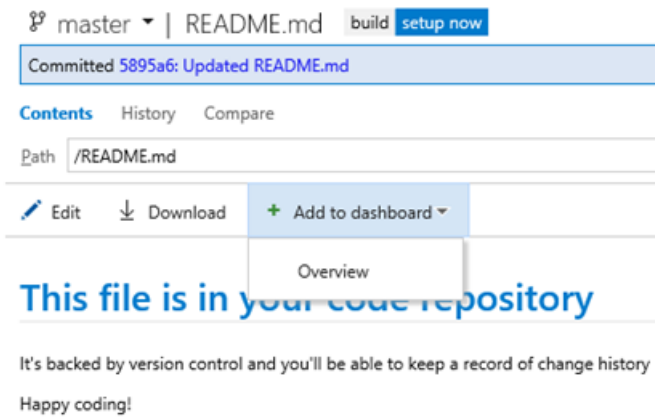 master | README.md build setup now
Committed 5895a6: Updated README.md
Contents History Compare
Path /README.md
Edit Download + Add to dashboard
Overview
This file is in your code repository
It's backed by version control and you'll be able to keep a record of change history
Happy coding!